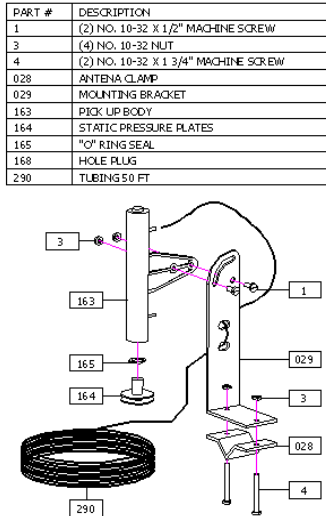 PART # DESCRIPTION
1 (2) NO. 10-32 X 1/2" MACHINE SCREW
3 (4) NO. 10-32 NUT
4 (2) NO. 10-32 X 1 3/4" MACHINE SCREW
028 ANTENA CLAMP
029 MOUNTING BRACKET
163 PICK UP BODY
164 STATIC PRESSURE PLATES
165 "O" RING SEAL
168 HOLE PLUG
290 TUBING 50 FT
3
1
163
165
029
164
3
028
4
290